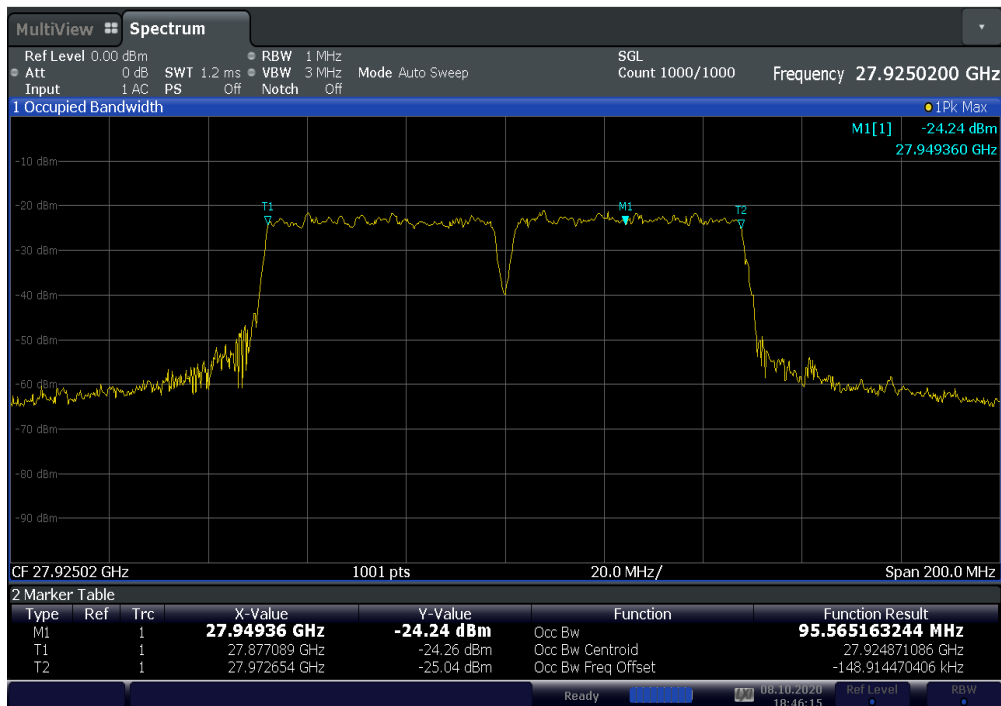 MultiView Spectrum
Ref Level 0.00 dBm RBW 1 MHz SGL
Att 0 dB SWT 1.2 ms VBW 3 MHz Mode Auto Sweep Count 1000/1000 Frequency 27.9250200 GHz
Input 1 AC PS Off Notch Off
1 Occupied Bandwidth 1Pk Max
M1[1] -24.24 dBm
27.949360 GHz
-10 dBm
-20 dBm
T1 M1 T2
-30 dBm
-40 dBm
-50 dBm
-60 dBm
-70 dBm
-80 dBm
-90 dBm
CF 27.92502 GHz 1001 pts 20.0 MHz/ Span 200.0 MHz
2 Marker Table
Type Ref Trc X-Value Y-Value Function Function Result
M1 1 27.94936 GHz -24.24 dBm Occ Bw 95.565163244 MHz
T1 1 27.877089 GHz -24.26 dBm Occ Bw Centroid 27.924871086 GHz
T2 1 27.972654 GHz -25.04 dBm Occ Bw Freq Offset -148.914470406 kHz
Ready 08.10.2020 Ref Level RBW
18:46:15